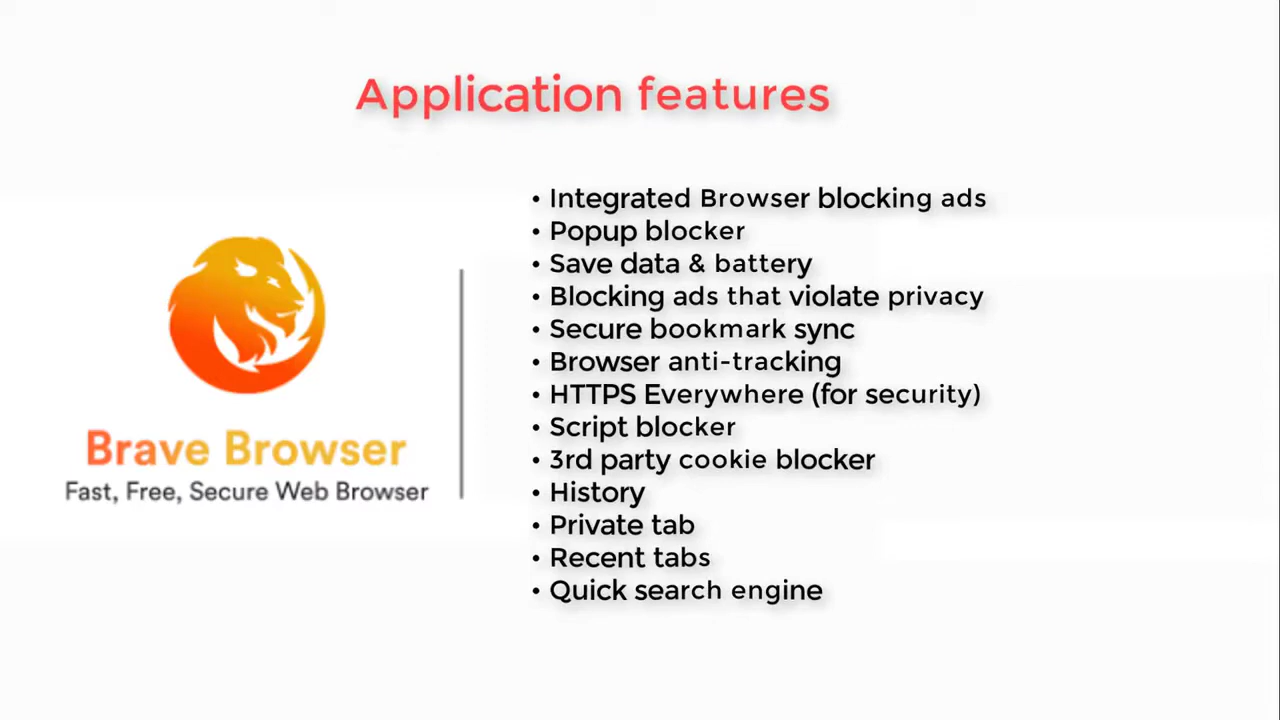 Application features
• Integrated Browser blocking ads
• Popup blocker
• Save data & battery
• Blocking ads that violate privacy
• Secure bookmark sync
• Browser anti-tracking
• HTTPS Everywhere (for security)
• Script blocker
• 3rd party cookie blocker
• History
• Private tab
• Recent tabs
• Quick search engine
Brave Browser
Fast, Free, Secure Web Browser